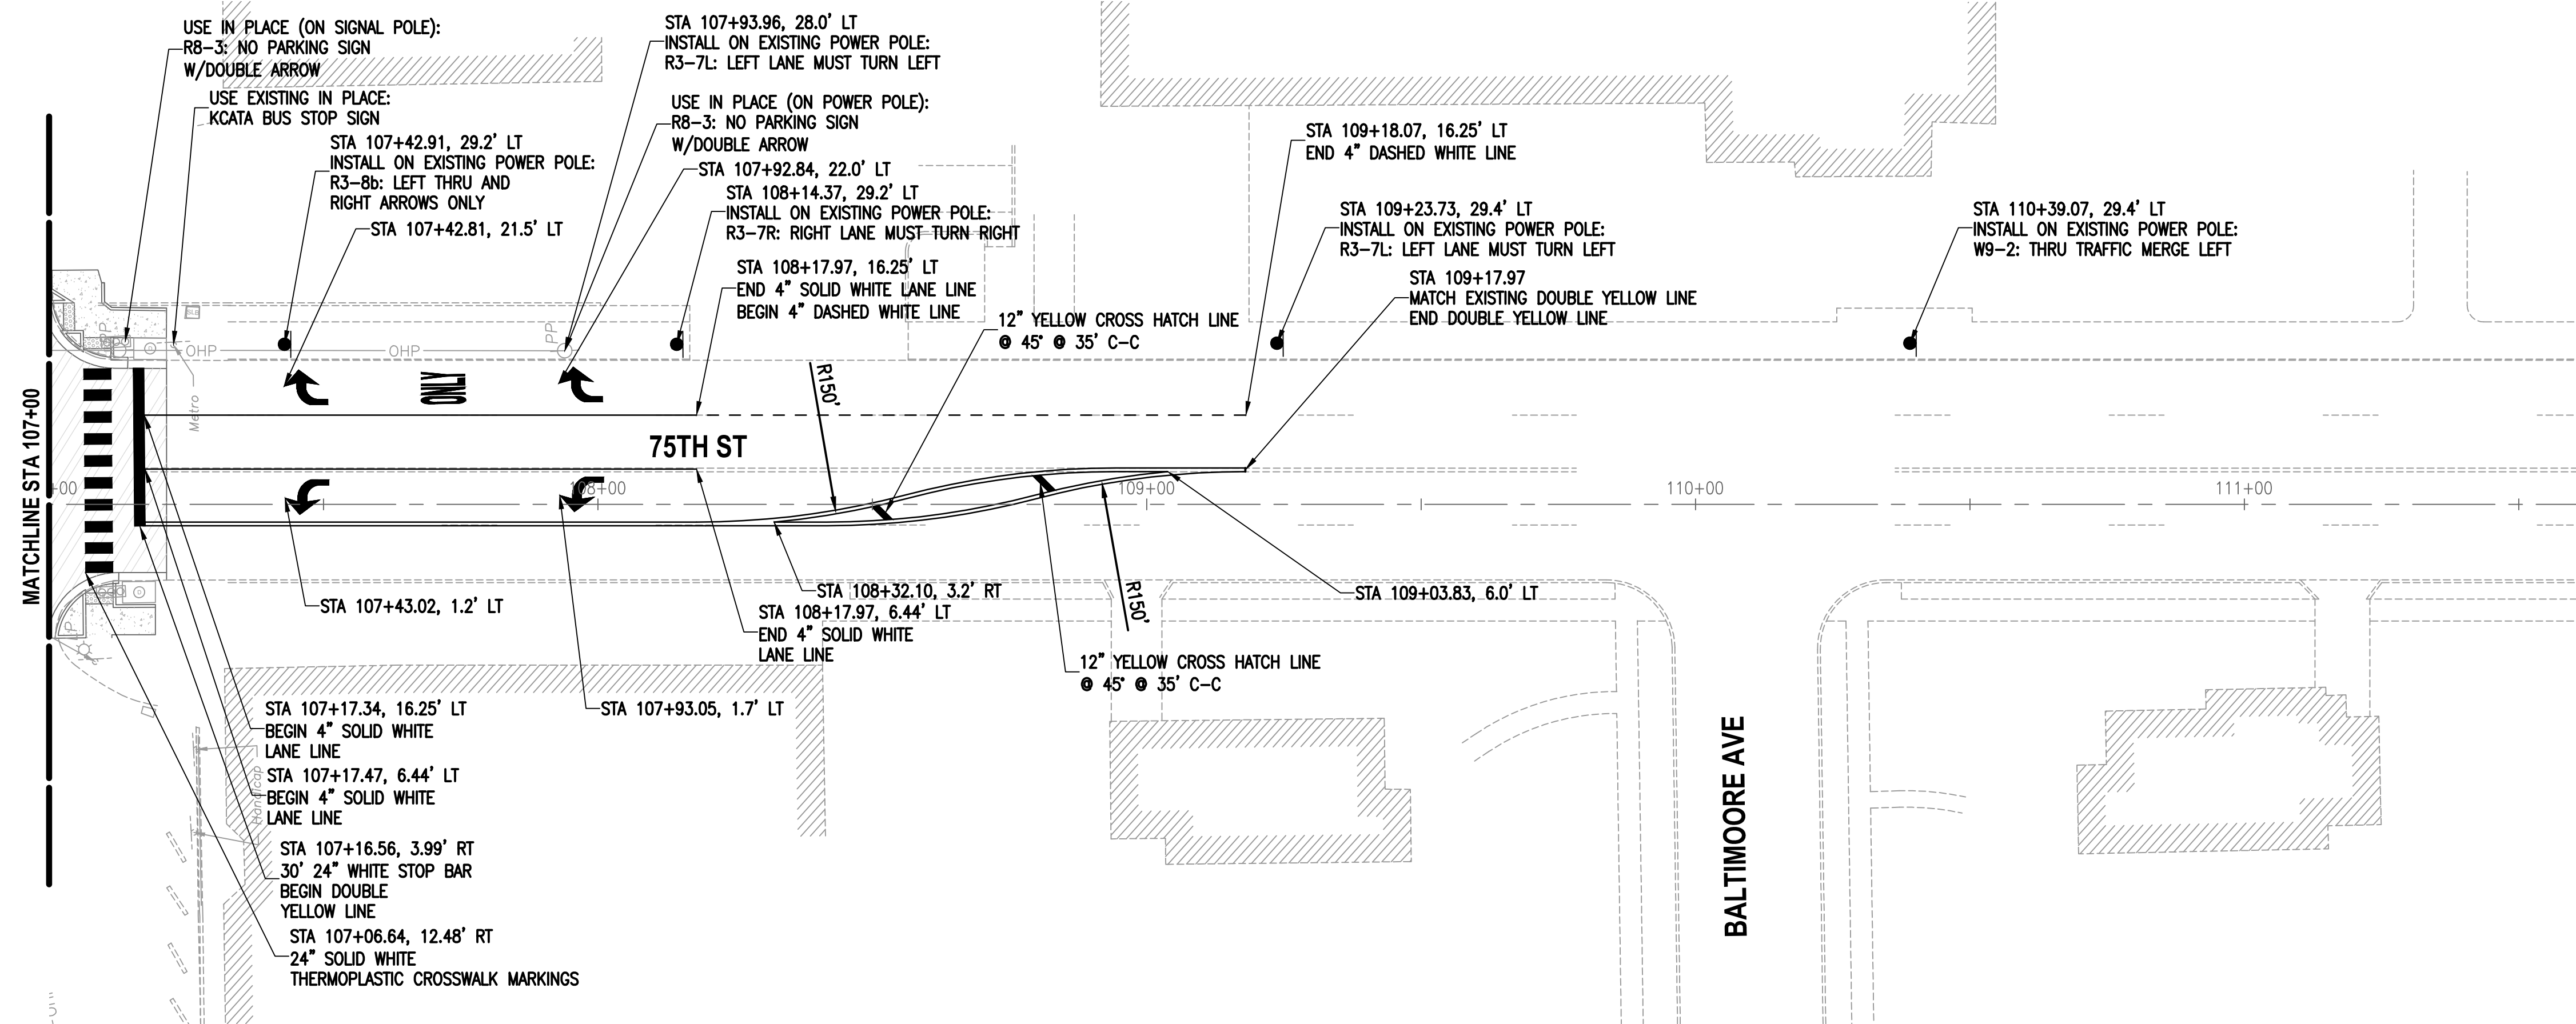 USE IN PLACE (ON SIGNAL POLE):
R8-3: NO PARKING SIGN
W/DOUBLE ARROW
USE EXISTING IN PLACE:
KCATA BUS STOP SIGN
STA 107+42.91, 29.2' LT
INSTALL ON EXISTING POWER POLE:
R3-8b: LEFT THRU AND
RIGHT ARROWS ONLY
STA 107+42.81, 21.5' LT
STA 107+93.96, 28.0' LT
INSTALL ON EXISTING POWER POLE:
R3-7L: LEFT LANE MUST TURN LEFT
USE IN PLACE (ON POWER POLE):
R8-3: NO PARKING SIGN
W/DOUBLE ARROW
STA 107+92.84, 22.0' LT
STA 108+14.37, 29.2' LT
INSTALL ON EXISTING POWER POLE:
R3-7R: RIGHT LANE MUST TURN RIGHT
STA 108+17.97, 16.25' LT
END 4" SOLID WHITE LANE LINE
BEGIN 4" DASHED WHITE LINE
12" YELLOW CROSS HATCH LINE
@ 45° @ 35' C-C
STA 109+18.07, 16.25' LT
END 4" DASHED WHITE LINE
STA 109+23.73, 29.4' LT
INSTALL ON EXISTING POWER POLE:
R3-7L: LEFT LANE MUST TURN LEFT
STA 109+17.97
MATCH EXISTING DOUBLE YELLOW LINE
END DOUBLE YELLOW LINE
STA 110+39.07, 29.4' LT
INSTALL ON EXISTING POWER POLE:
W9-2: THRU TRAFFIC MERGE LEFT
MATCHLINE STA 107+00
PP
OHP
OHP
PP
Metro
ONLY
R150'
75TH ST
+00
108+00
109+00
110+00
111+00
STA 107+43.02, 1.2' LT
STA 108+32.10, 3.2' RT
STA 108+17.97, 6.44' LT
END 4" SOLID WHITE
LANE LINE
R150'
STA 109+03.83, 6.0' LT
12" YELLOW CROSS HATCH LINE
@ 45° @ 35' C-C
STA 107+93.05, 1.7' LT
STA 107+17.34, 16.25' LT
BEGIN 4" SOLID WHITE
LANE LINE
STA 107+17.47, 6.44' LT
BEGIN 4" SOLID WHITE
LANE LINE
Handicap
STA 107+16.56, 3.99' RT
30' 24" WHITE STOP BAR
BEGIN DOUBLE
YELLOW LINE
STA 107+06.64, 12.48' RT
24" SOLID WHITE
THERMOPLASTIC CROSSWALK MARKINGS
BALTIMOORE AVE